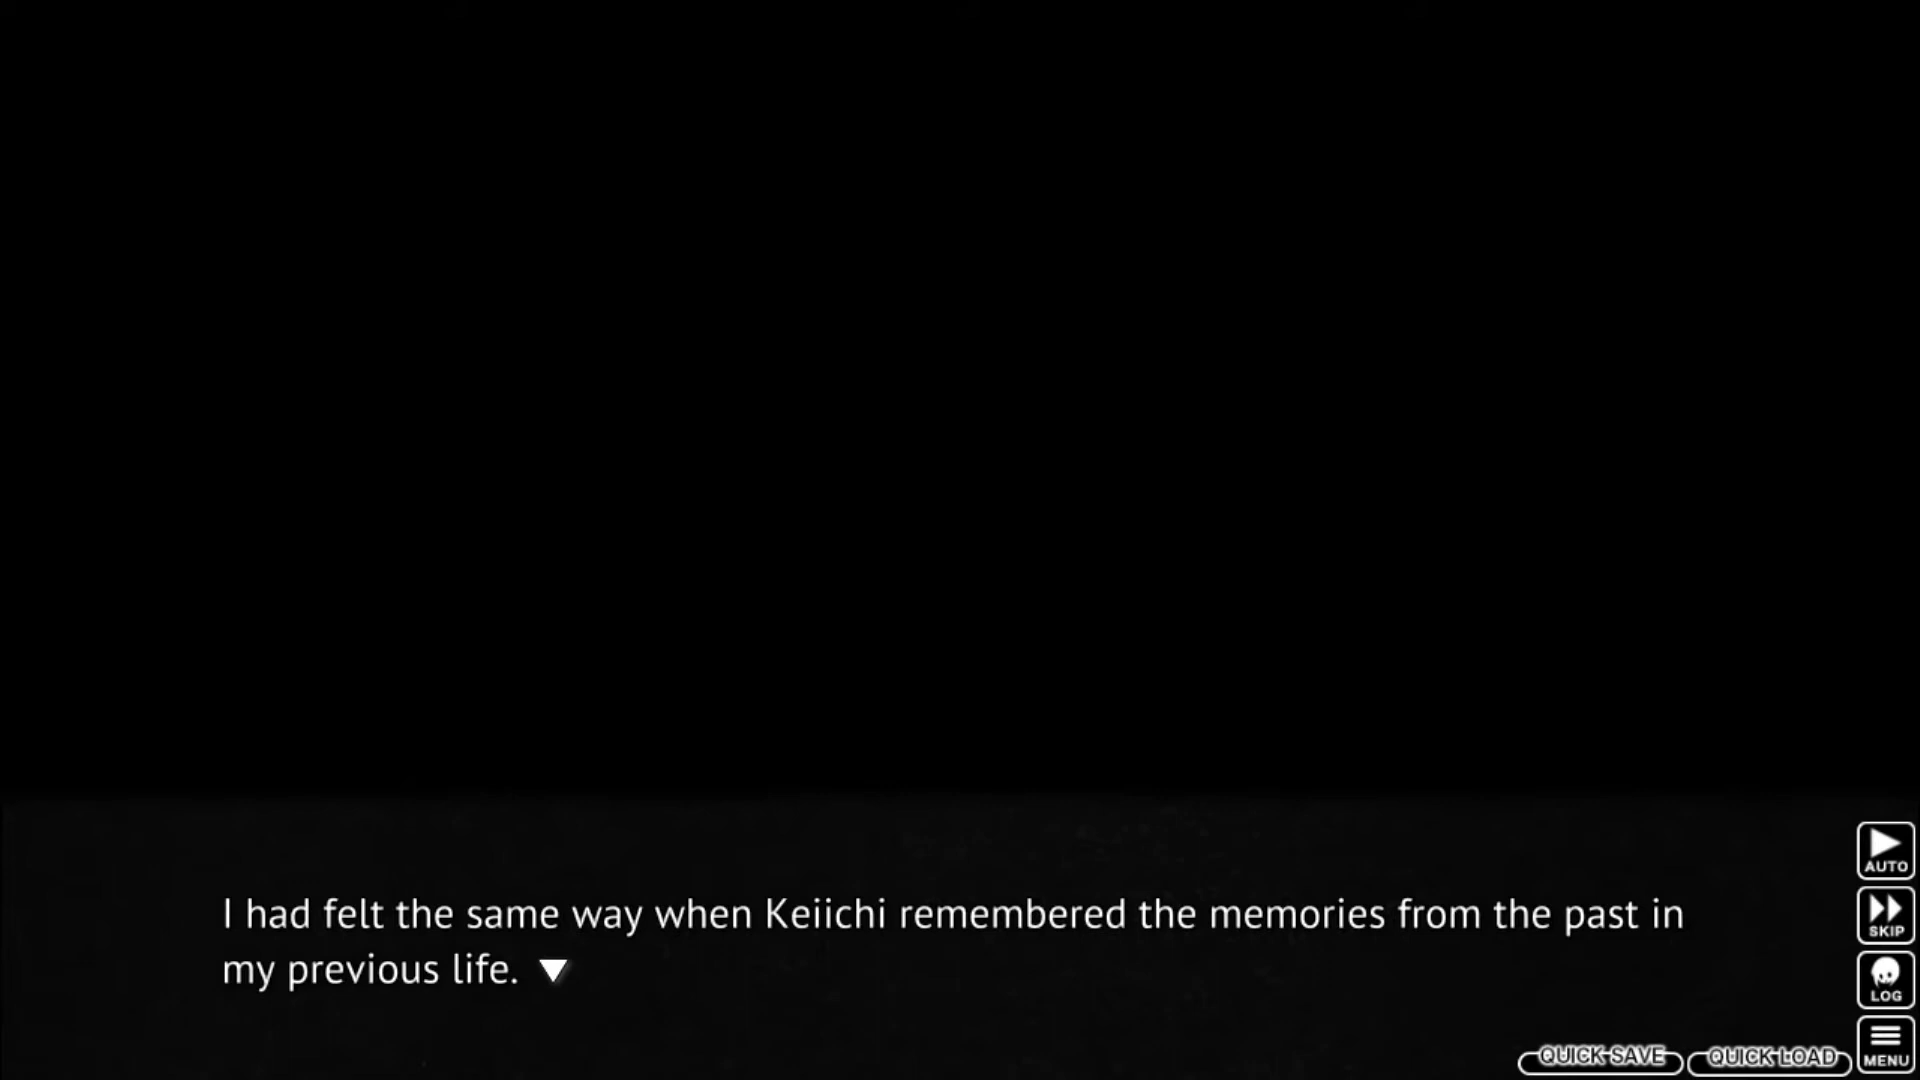 I had felt the same way when Keiichi remembered the memories from the past in
my previous life.
AUTO
SKIP
LOG
MENU
QUICK SAVE
QUICK LOAD